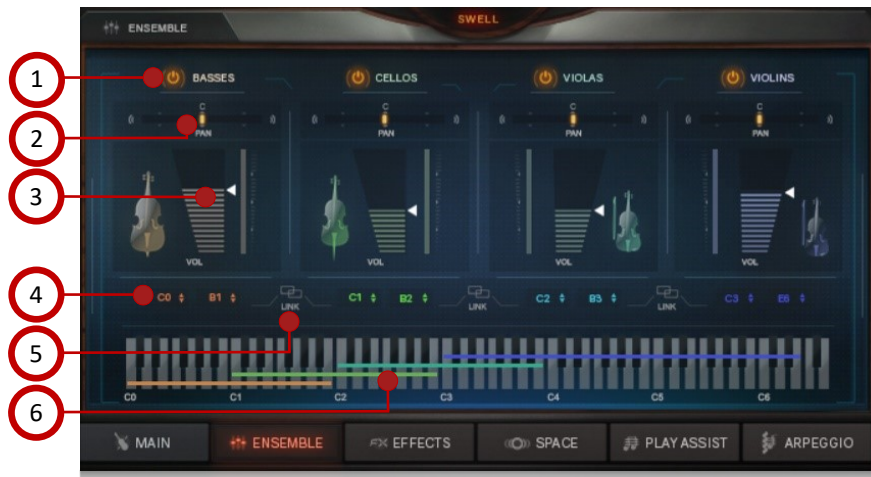 SWELL
ENSEMBLE
1
BASSES CELLOS VIOLAS VIOLINS
C C C C
2
PAN PAN PAN PAN
3
VOL VOL VOL VOL
4
C0 B1 C1 B2 C2 B3 C3 E6
LINK LINK LINK
5
6
C0 C1 C2 C3 C4 C5 C6
MAIN ENSEMBLE FX EFFECTS SPACE PLAY ASSIST ARPEGGIO